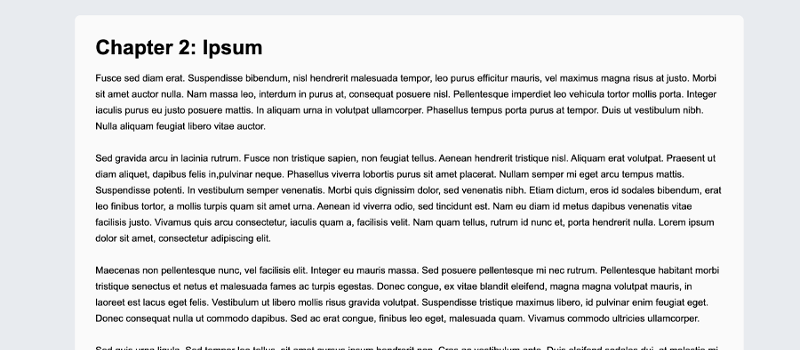 Chapter 2: Ipsum
Fusce sed diam erat. Suspendisse bibendum, nisl hendrerit malesuada tempor, leo purus efficitur mauris, vel maximus magna risus at justo. Morbi
sit amet auctor nulla. Nam massa leo, interdum in purus at, consequat posuere nisl. Pellentesque imperdiet leo vehicula tortor mollis porta. Integer
iaculis purus eu justo posuere mattis. In aliquam urna in volutpat ullamcorper. Phasellus tempus porta purus at tempor. Duis ut vestibulum nibh.
Nulla aliquam feugiat libero vitae auctor.
Sed gravida arcu in lacinia rutrum. Fusce non tristique sapien, non feugiat tellus. Aenean hendrerit tristique nisl. Aliquam erat volutpat. Praesent ut
diam aliquet, dapibus felis in,pulvinar neque. Phasellus viverra lobortis purus sit amet placerat. Nullam semper mi eget arcu tempus mattis.
Suspendisse potenti. In vestibulum semper venenatis. Morbi quis dignissim dolor, sed venenatis nibh. Etiam dictum, eros id sodales bibendum, erat
leo finibus tortor, a mollis turpis quam sit amet urna. Aenean id viverra odio, sed tincidunt est. Nam eu diam id metus dapibus venenatis vitae
facilisis justo. Vivamus quis arcu consectetur, iaculis quam a, facilisis velit. Nam quam tellus, rutrum id nunc et, porta hendrerit nulla. Lorem ipsum
dolor sit amet, consectetur adipiscing elit.
Maecenas non pellentesque nunc, vel facilisis elit. Integer eu mauris massa. Sed posuere pellentesque mi nec rutrum. Pellentesque habitant morbi
tristique senectus et netus et malesuada fames ac turpis egestas. Donec congue, ex vitae blandit eleifend, magna magna volutpat mauris, in
laoreet est lacus eget felis. Vestibulum ut libero mollis risus gravida volutpat. Suspendisse tristique maximus libero, id pulvinar enim feugiat eget.
Donec consequat nulla ut commodo dapibus. Sed ac erat congue, finibus leo eget, malesuada quam. Vivamus commodo ultricies ullamcorper.